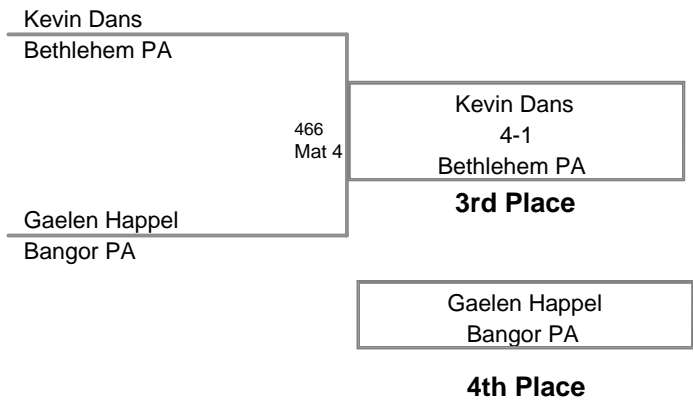 Kevin Dans
Bethlehem PA
466
Mat 4
Kevin Dans
4-1
Bethlehem PA
3rd Place
Gaelen Happel
Bangor PA
Gaelen Happel
Bangor PA
4th Place